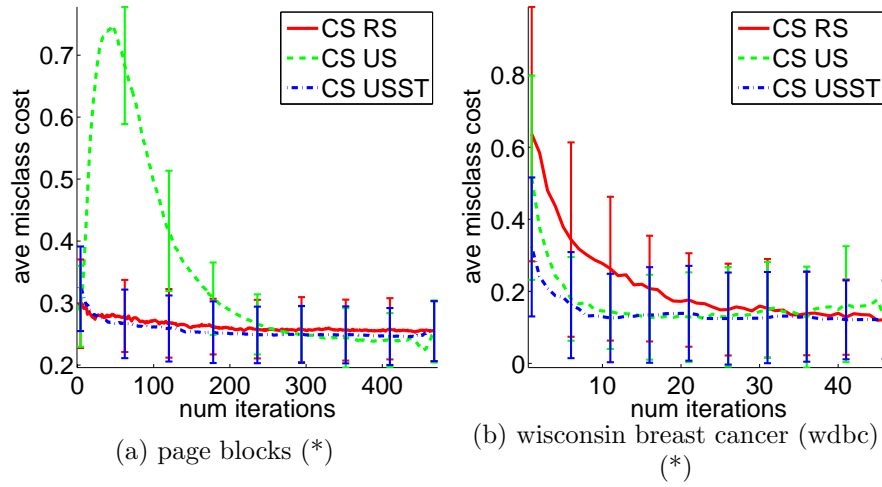 CS RS
CS US
CS USST
ave misclass cost
0.7
0.6
0.5
0.4
0.3
0.2
0
100
200
300
400
num iterations
(a) page blocks (*)
CS RS
CS US
CS USST
ave misclass cost
0.8
0.6
0.4
0.2
0
10
20
30
40
num iterations
(b) wisconsin breast cancer (wdbc)
(*)